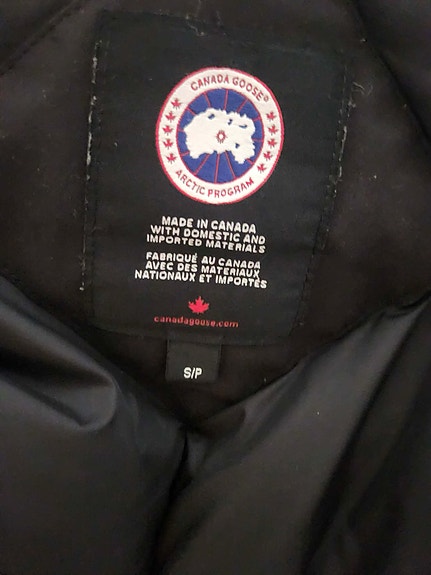 CANADA GOOSE®
ARCTIC PROGRAM
MADE IN CANADA
WITH DOMESTIC AND
IMPORTED MATERIALS
FABRIQUÉ AU CANADA
AVEC DES MATERIAUX
NATIONAUX ET IMPORTÉS
canadagoose.com
S/P